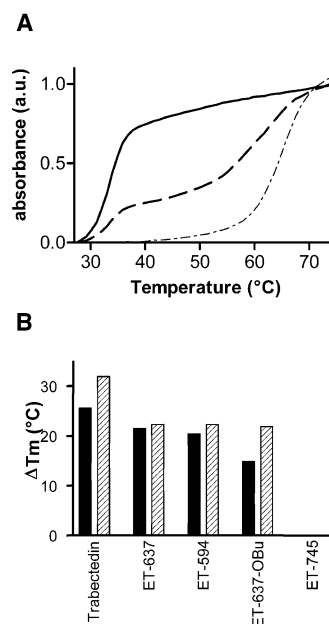 A
absorbance (a.u.)
1.0
0.5
0.0
30 40 50 60 70
Temperature (°C)
B
ΔTm (°C)
30
20
10
0
Trabectedin
ET-637
ET-594
ET-637-OBu
ET-745